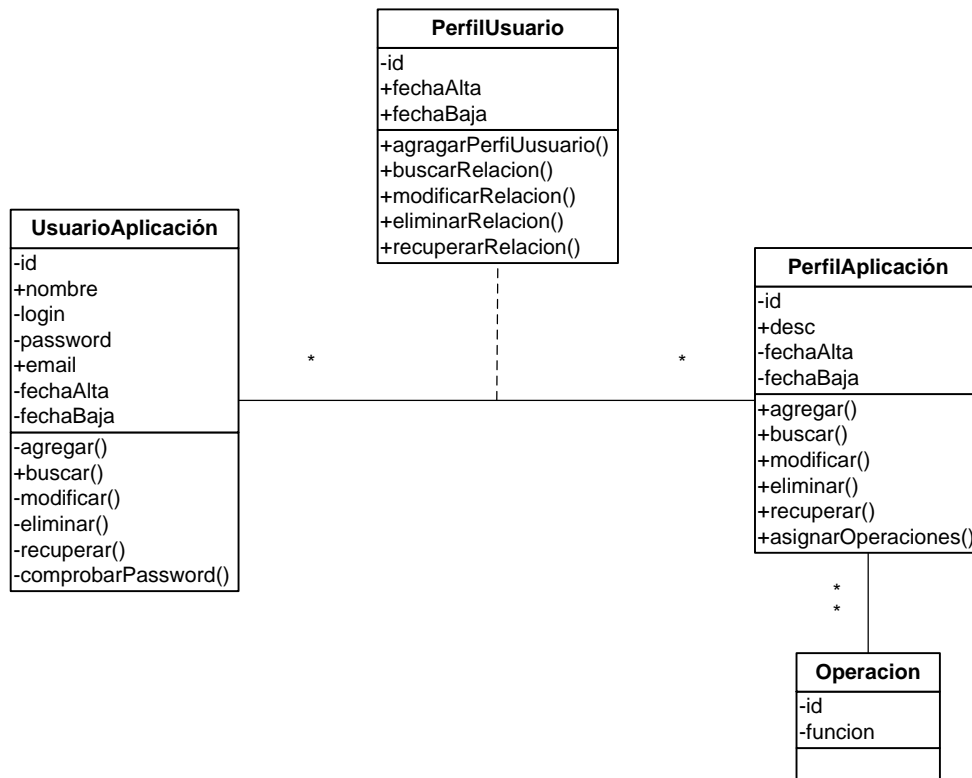 PerfilUsuario
-id
+fechaAlta
+fechaBaja
+agragarPerfiUusuario()
+buscarRelacion()
+modificarRelacion()
+eliminarRelacion()
+recuperarRelacion()
UsuarioAplicación
-id
+nombre
-login
-password
+email
-fechaAlta
-fechaBaja
-agregar()
+buscar()
-modificar()
-eliminar()
-recuperar()
-comprobarPassword()
*
*
PerfilAplicación
-id
+desc
-fechaAlta
-fechaBaja
+agregar()
+buscar()
+modificar()
+eliminar()
+recuperar()
+asignarOperaciones()
*
*
Operacion
-id
-funcion